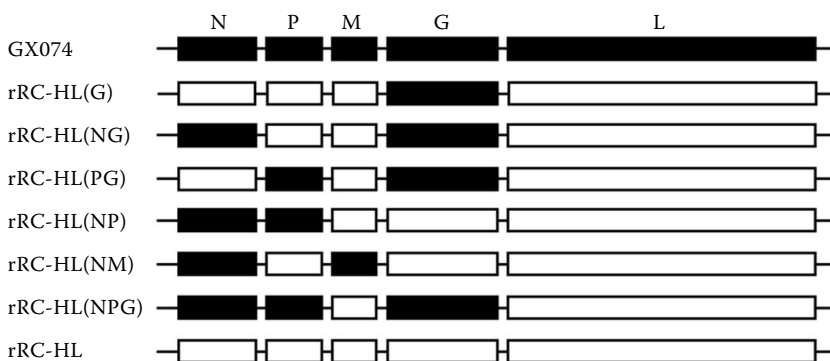 N P M G L
GX074
rRC-HL(G)
rRC-HL(NG)
rRC-HL(PG)
rRC-HL(NP)
rRC-HL(NM)
rRC-HL(NPG)
rRC-HL